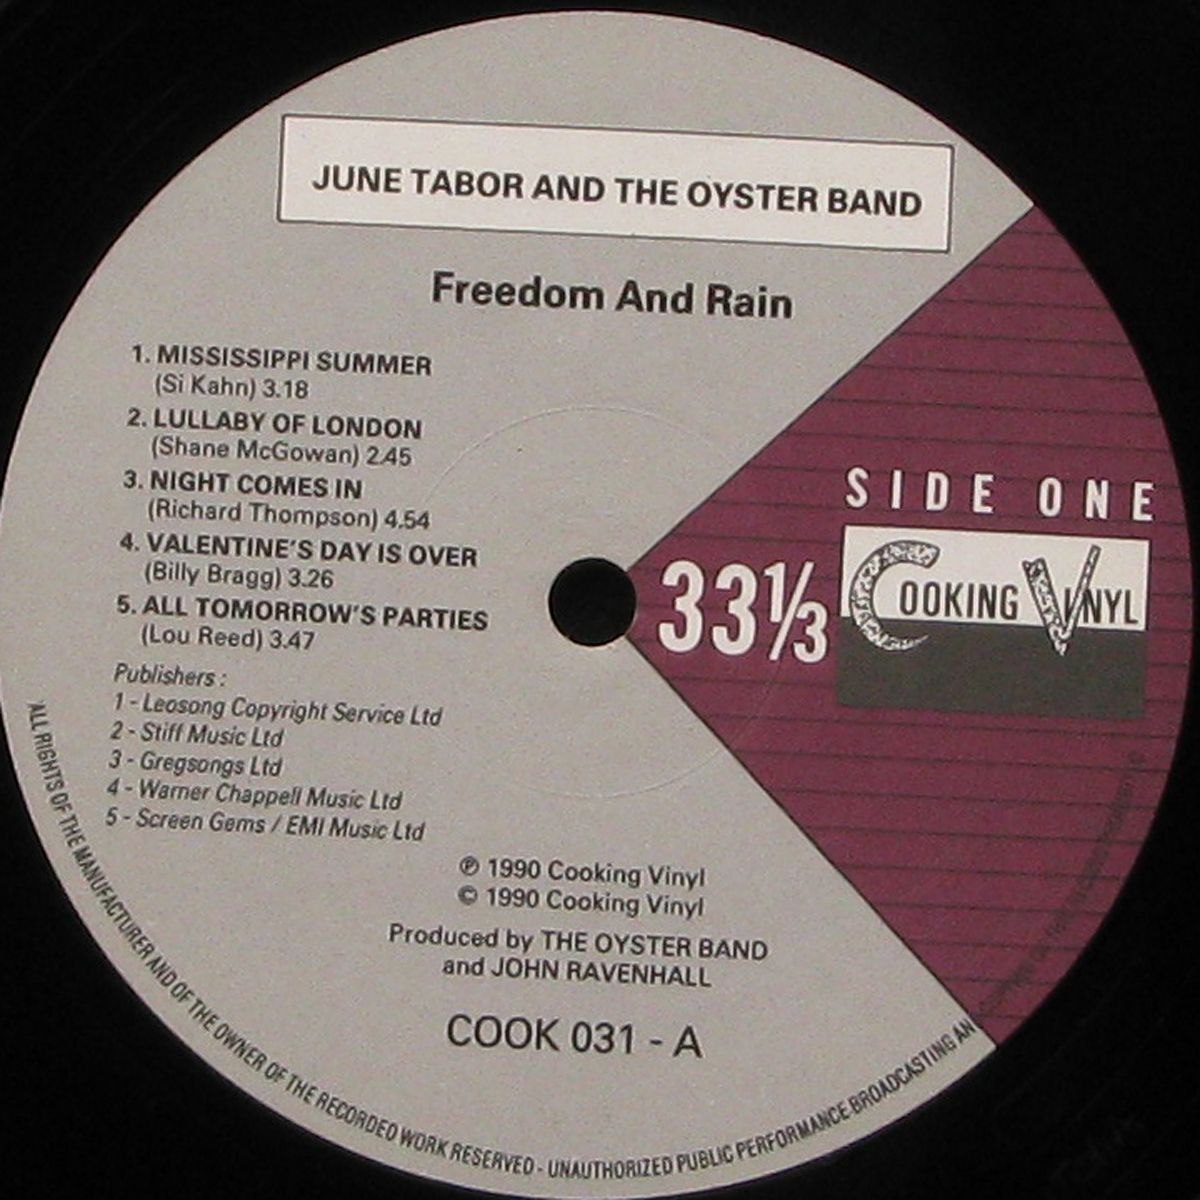 JUNE TABOR AND THE OYSTER BAND
Freedom And Rain
1. MISSISSIPPI SUMMER
(Si Kahn) 3.18
2. LULLABY OF LONDON
(Shane McGowan) 2.45
3. NIGHT COMES IN
(Richard Thompson) 4.54
4. VALENTINE'S DAY IS OVER
(Billy Bragg) 3.26
5. ALL TOMORROW'S PARTIES
(Lou Reed) 3.47
Publishers :
1 - Leosong Copyright Service Ltd
2 - Stiff Music Ltd
3 - Gregsongs Ltd
4 - Warner Chappell Music Ltd
5 - Screen Gems / EMI Music Ltd
℗ 1990 Cooking Vinyl
© 1990 Cooking Vinyl
Produced by THE OYSTER BAND
and JOHN RAVENHALL
COOK 031 - A
SIDE ONE
33⅓
COOKING VINYL
ALL RIGHTS OF THE MANUFACTURER AND OF THE OWNER OF THE RECORDED WORK RESERVED - UNAUTHORIZED PUBLIC PERFORMANCE BROADCASTING AN